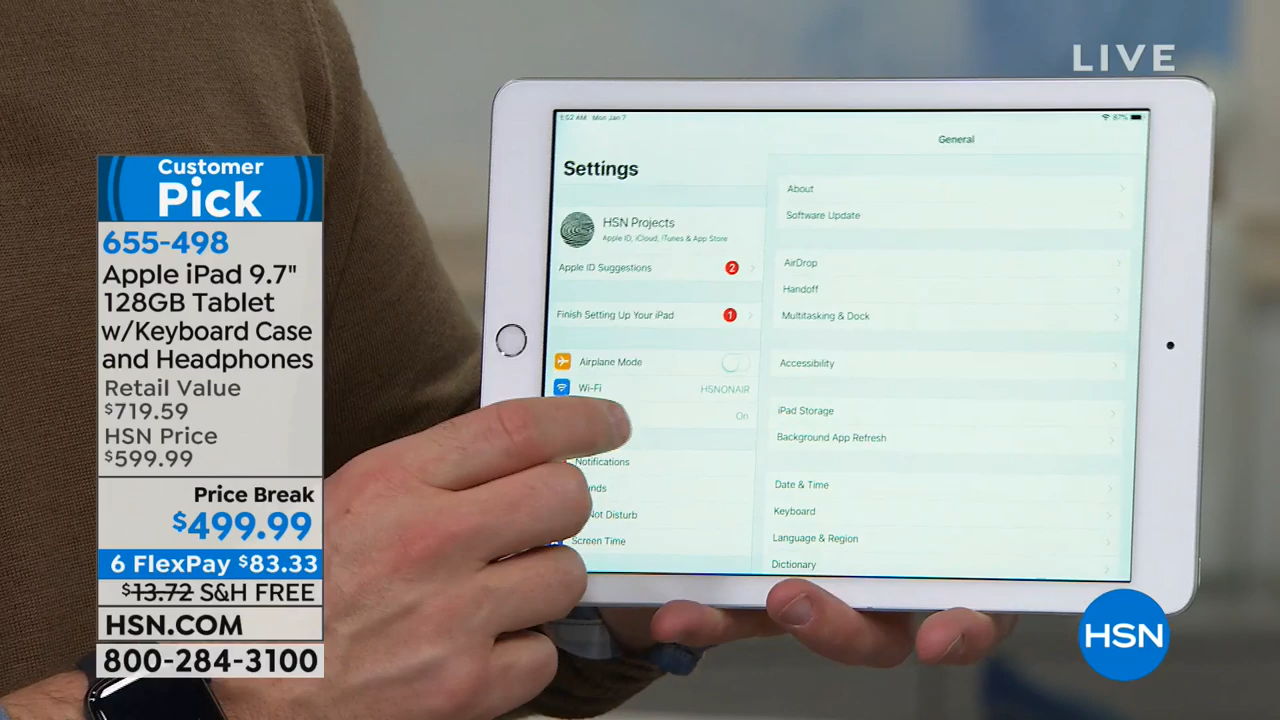 LIVE
Customer
Pick
655-498
Apple iPad 9.7"
128GB Tablet
w/Keyboard Case
and Headphones
Retail Value
$719.59
HSN Price
$599.99
Price Break
$499.99
6 FlexPay $83.33
$13.72 S&H FREE
HSN.COM
800-284-3100
Mon Jan 7
67%
Settings
HSN Projects
Apple ID, iCloud, iTunes & App Store
Apple ID Suggestions
2
Finish Setting Up Your iPad
1
Airplane Mode
Wi-Fi
HSNONAIR
On
Notifications
Not Disturb
Screen Time
General
About
Software Update
AirDrop
Handoff
Multitasking & Dock
Accessibility
iPad Storage
Background App Refresh
Date & Time
Keyboard
Language & Region
Dictionary
HSN